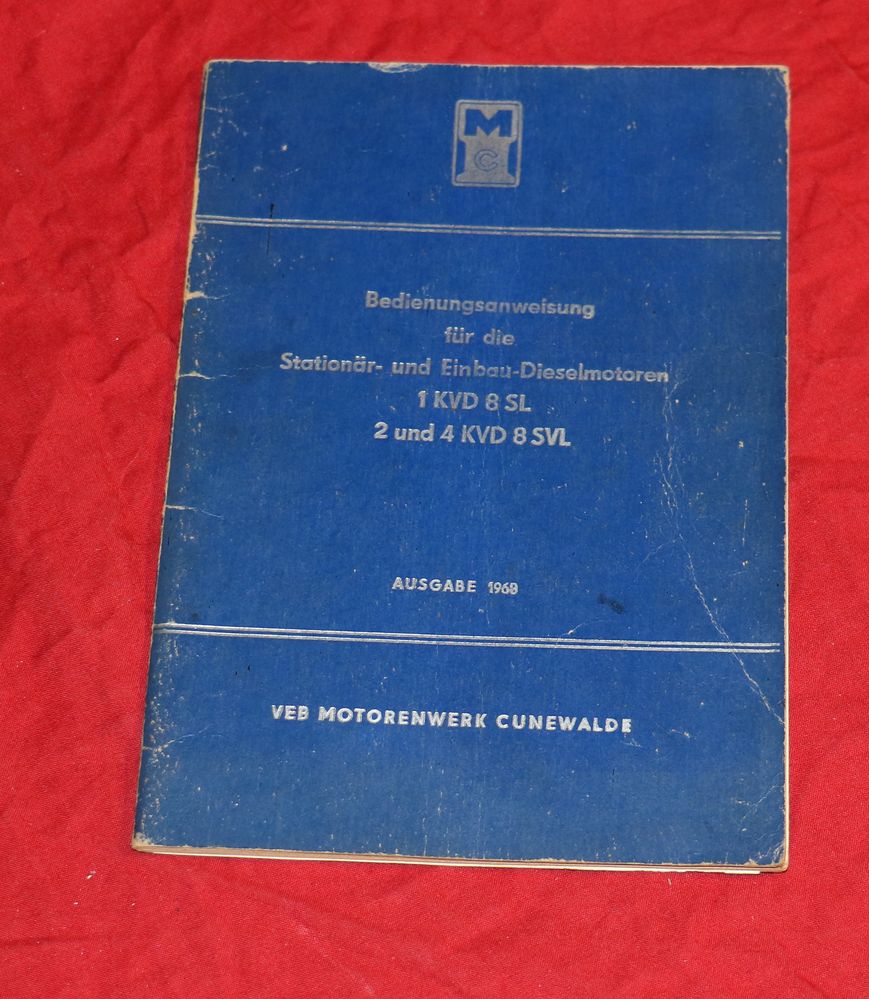 M
C
Bedienungsanweisung
für die
Stationär- und Einbau-Dieselmotoren
1 KVD 8 SL
2 und 4 KVD 8 SVL
AUSGABE 1968
VEB MOTORENWERK CUNEWALDE